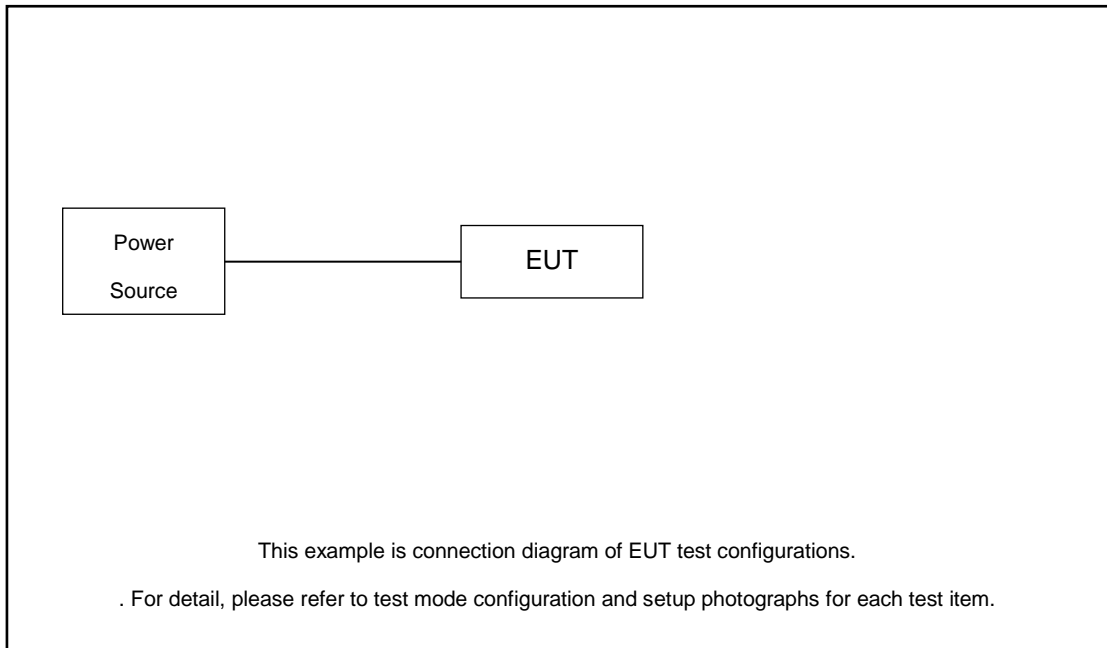 Power
Source
EUT
This example is connection diagram of EUT test configurations.
. For detail, please refer to test mode configuration and setup photographs for each test item.